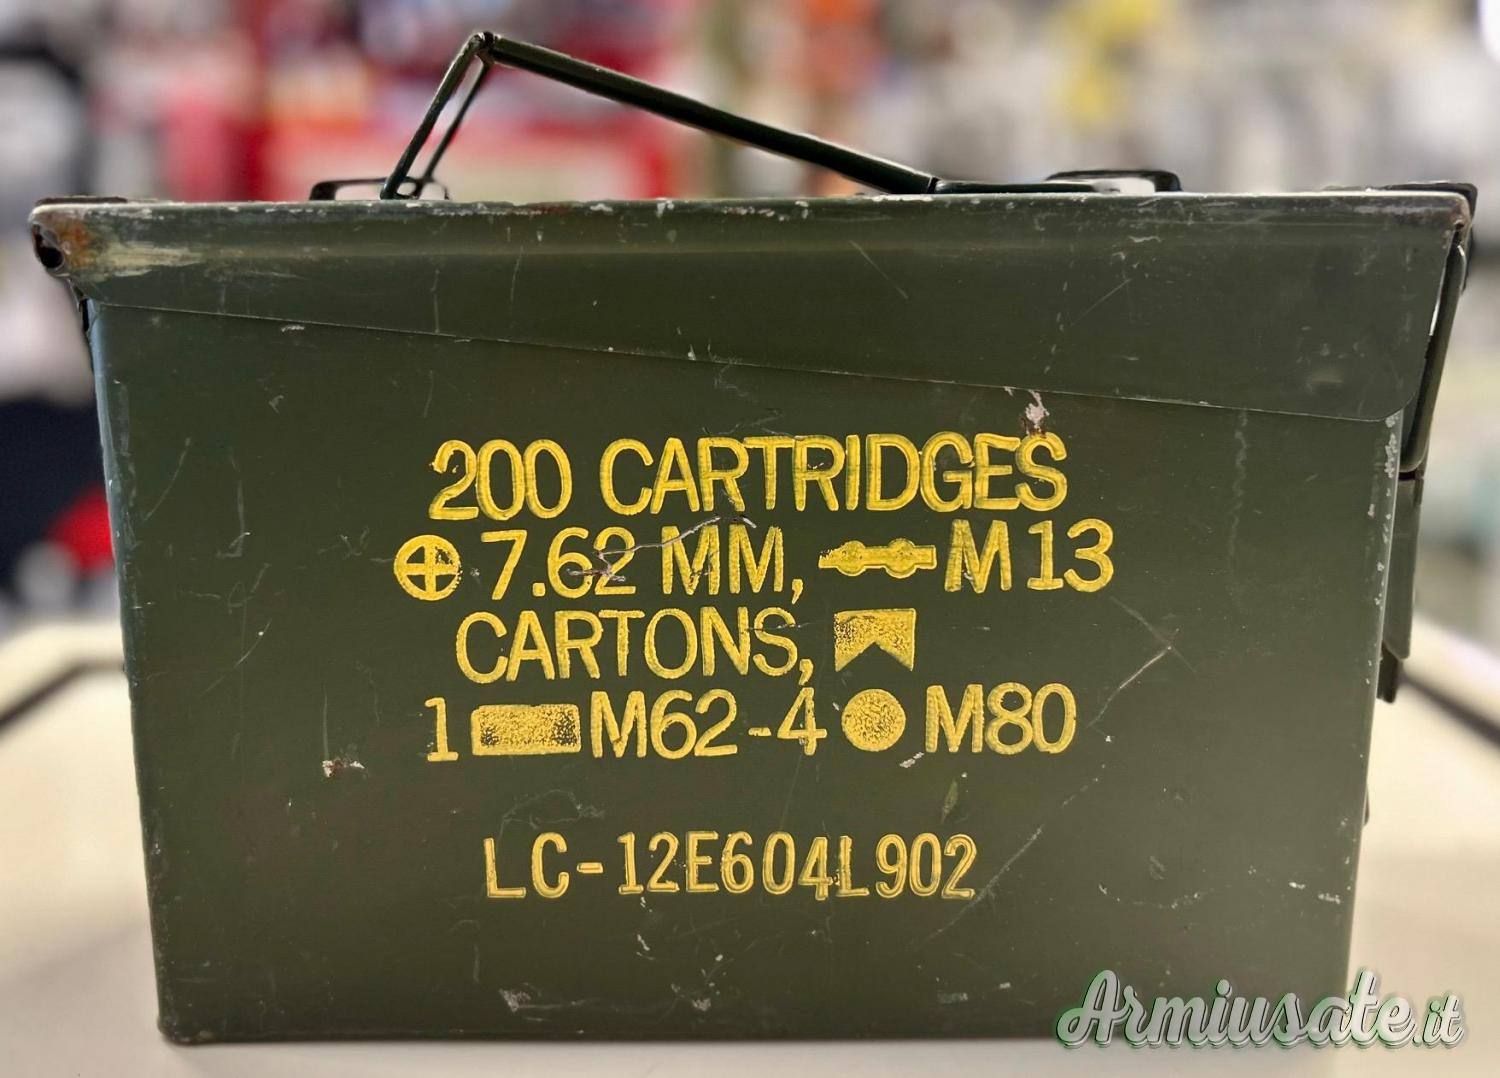 200 CARTRIDGES
7.62 MM, M13
CARTONS,
1 M62-4 M80
LC-12E604L902
Armiusate.it